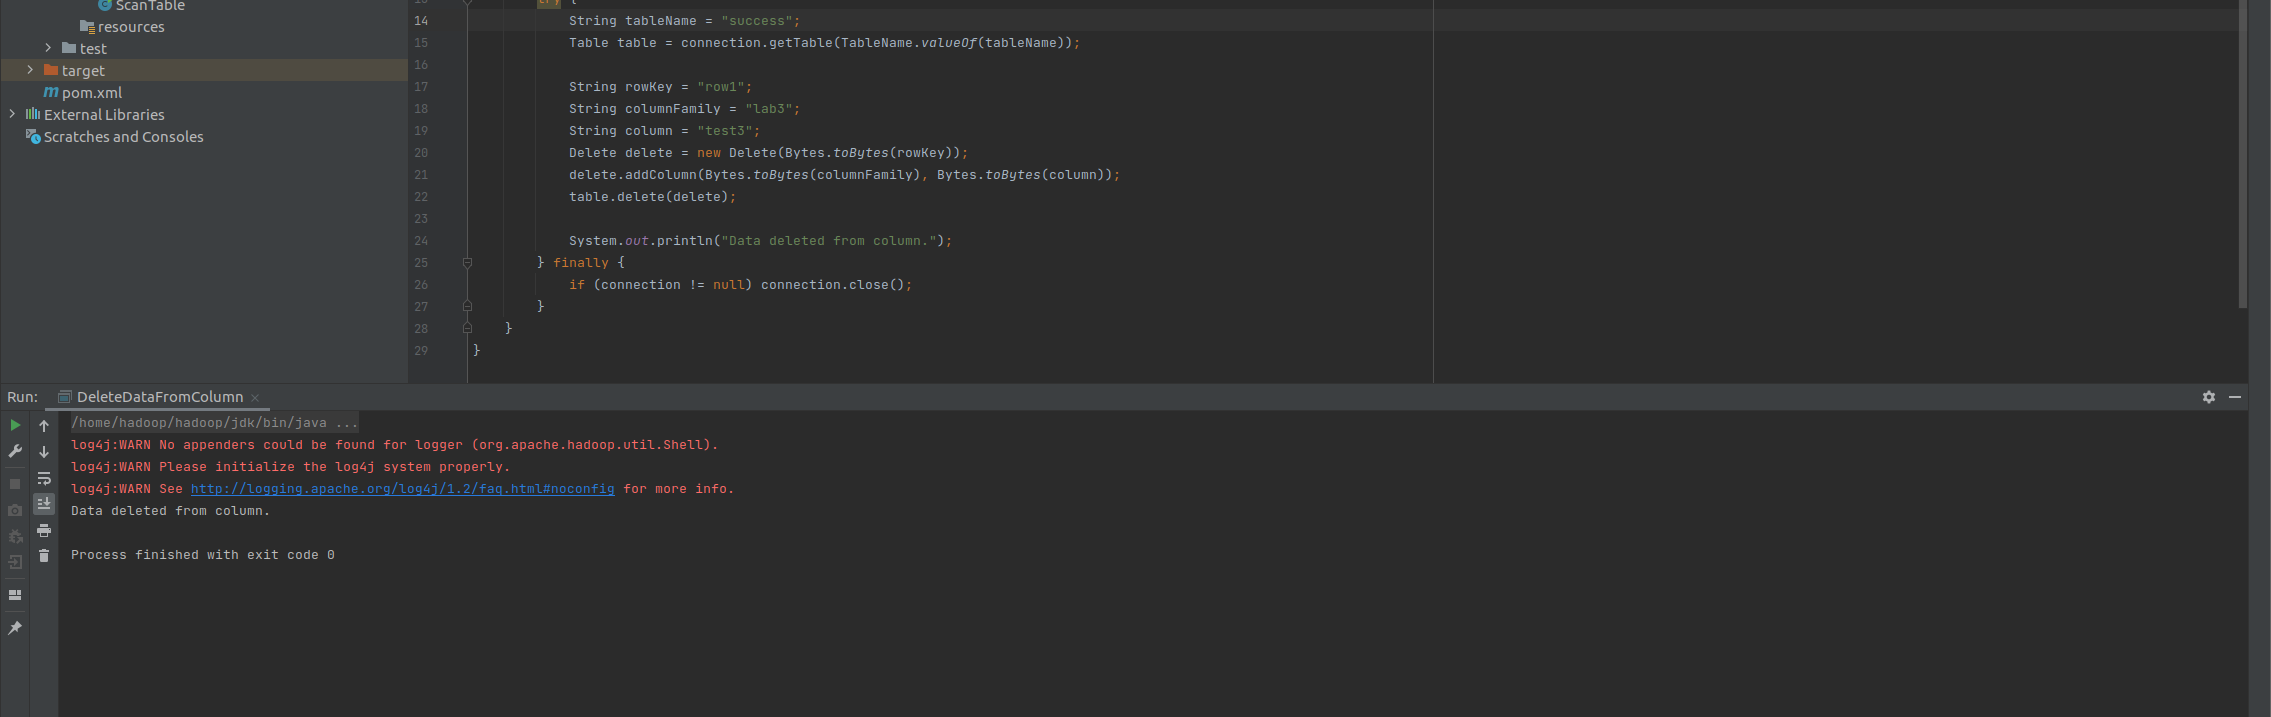 ScanTable
resources
test
target
pom.xml
External Libraries
Scratches and Consoles
try {
14 String tableName = "success";
15 Table table = connection.getTable(TableName.valueOf(tableName));
16
17 String rowKey = "row1";
18 String columnFamily = "lab3";
19 String column = "test3";
20 Delete delete = new Delete(Bytes.toBytes(rowKey));
21 delete.addColumn(Bytes.toBytes(columnFamily), Bytes.toBytes(column));
22 table.delete(delete);
23
24 System.out.println("Data deleted from column.");
25 } finally {
26 if (connection != null) connection.close();
27 }
28 }
29 }
Run: DeleteDataFromColumn
/home/hadoop/hadoop/jdk/bin/java ...
log4j:WARN No appenders could be found for logger (org.apache.hadoop.util.Shell).
log4j:WARN Please initialize the log4j system properly.
log4j:WARN See http://logging.apache.org/log4j/1.2/faq.html#noconfig for more info.
Data deleted from column.
Process finished with exit code 0